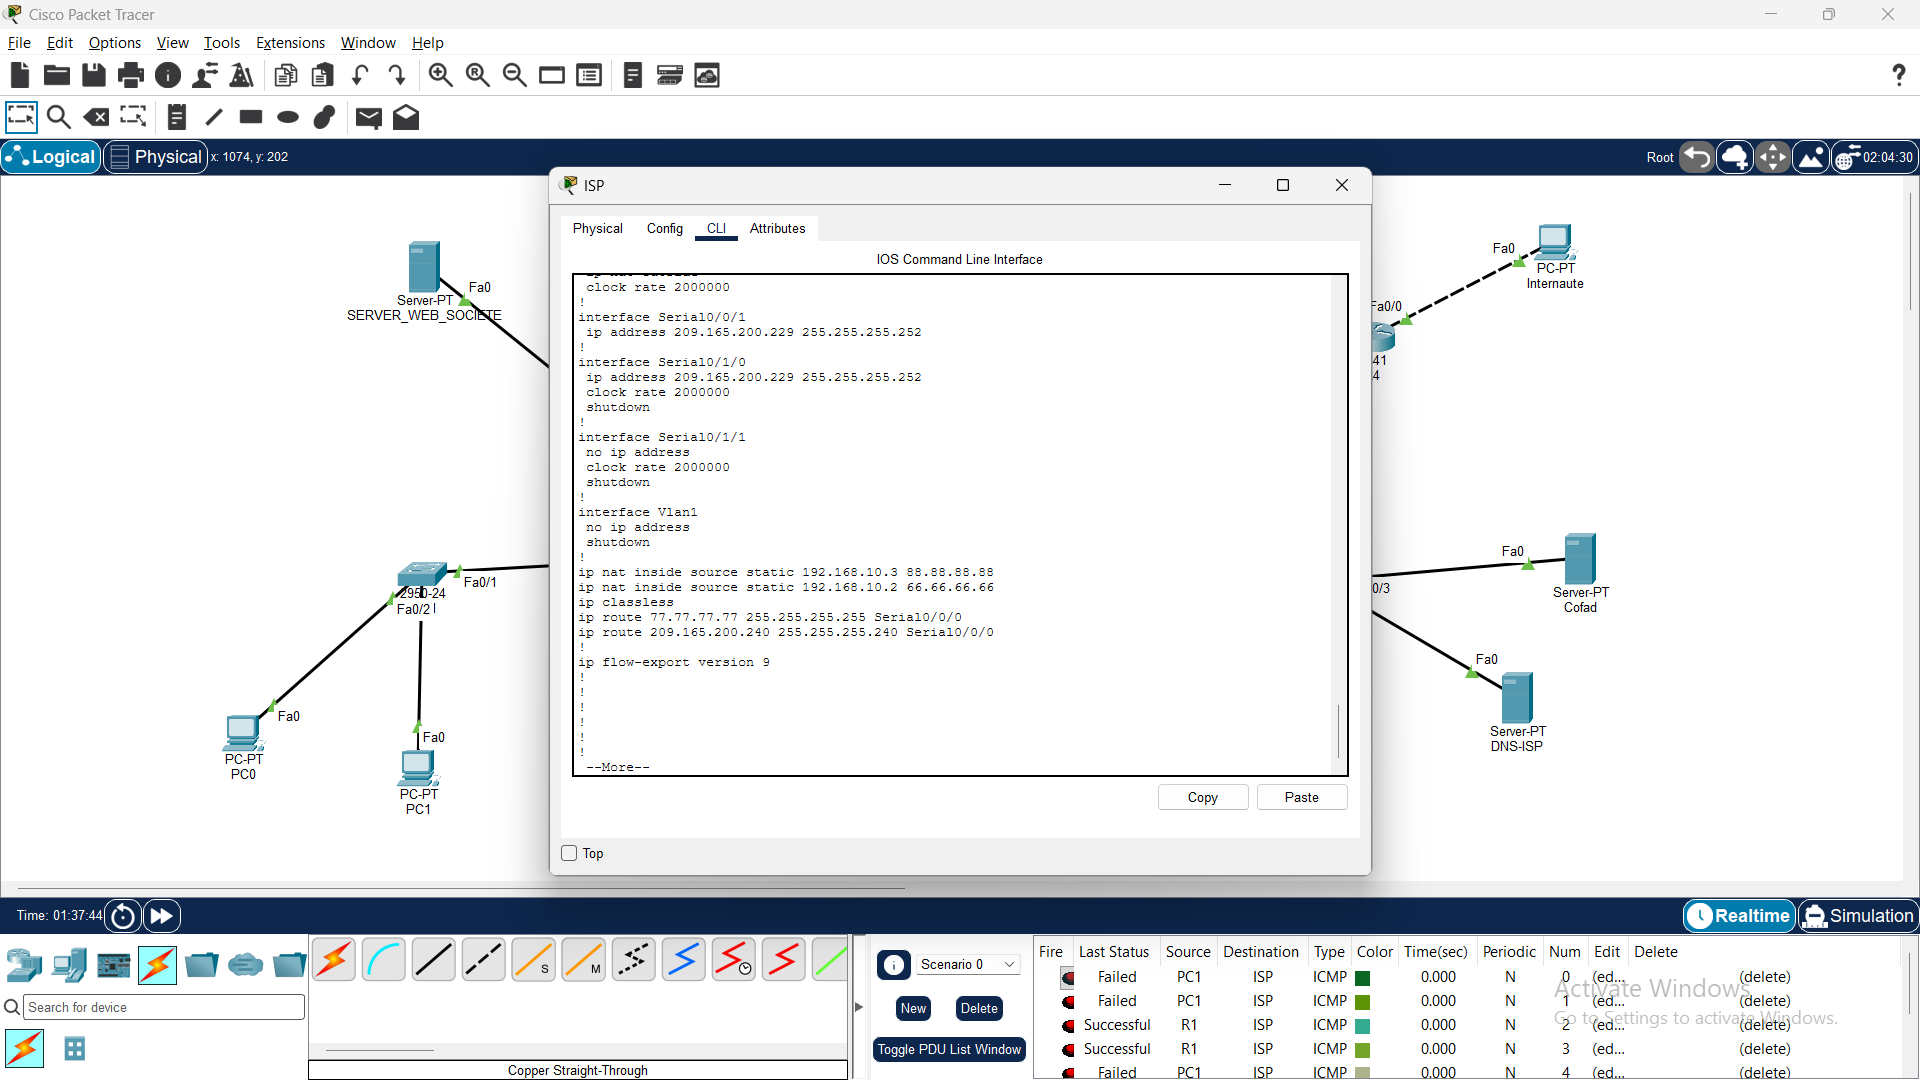 Cisco Packet Tracer
File Edit Options View Tools Extensions Window Help
Logical Physical x: 1074, y: 202
Root 02:04:30
ISP
Physical Config CLI Attributes
IOS Command Line Interface
clock rate 2000000
!
interface Serial0/0/1
ip address 209.165.200.229 255.255.255.252
!
interface Serial0/1/0
ip address 209.165.200.229 255.255.255.252
clock rate 2000000
shutdown
!
interface Serial0/1/1
no ip address
clock rate 2000000
shutdown
!
interface Vlan1
no ip address
shutdown
!
ip nat inside source static 192.168.10.3 88.88.88.88
ip nat inside source static 192.168.10.2 66.66.66.66
ip classless
ip route 77.77.77.77 255.255.255.255 Serial0/0/0
ip route 209.165.200.240 255.255.255.240 Serial0/0/0
!
ip flow-export version 9
!
!
!
!
!
!
--More--
Copy Paste
Top
Fa0
Server-PT
SERVER_WEB_SOCIETE
Fa0/1
2950-24
Fa0/2
Fa0
PC-PT
PC0
Fa0
PC-PT
PC1
Fa0
PC-PT
Internaute
Fa0/0
41
4
Fa0
0/3
Server-PT
Cofad
Fa0
Server-PT
DNS-ISP
Time: 01:37:44
Realtime Simulation
Search for device
S M
Copper Straight-Through
Scenario 0
New Delete
Toggle PDU List Window
Fire Last Status Source Destination Type Color Time(sec) Periodic Num Edit Delete
Failed PC1 ISP ICMP 0.000 N 0 (ed... (delete)
Failed PC1 ISP ICMP 0.000 N 1 (ed... (delete)
Successful R1 ISP ICMP 0.000 N 2 (ed... (delete)
Successful R1 ISP ICMP 0.000 N 3 (ed... (delete)
Failed PC1 ISP ICMP 0.000 N 4 (ed... (delete)
Activate Windows
Go to Settings to activate Windows.